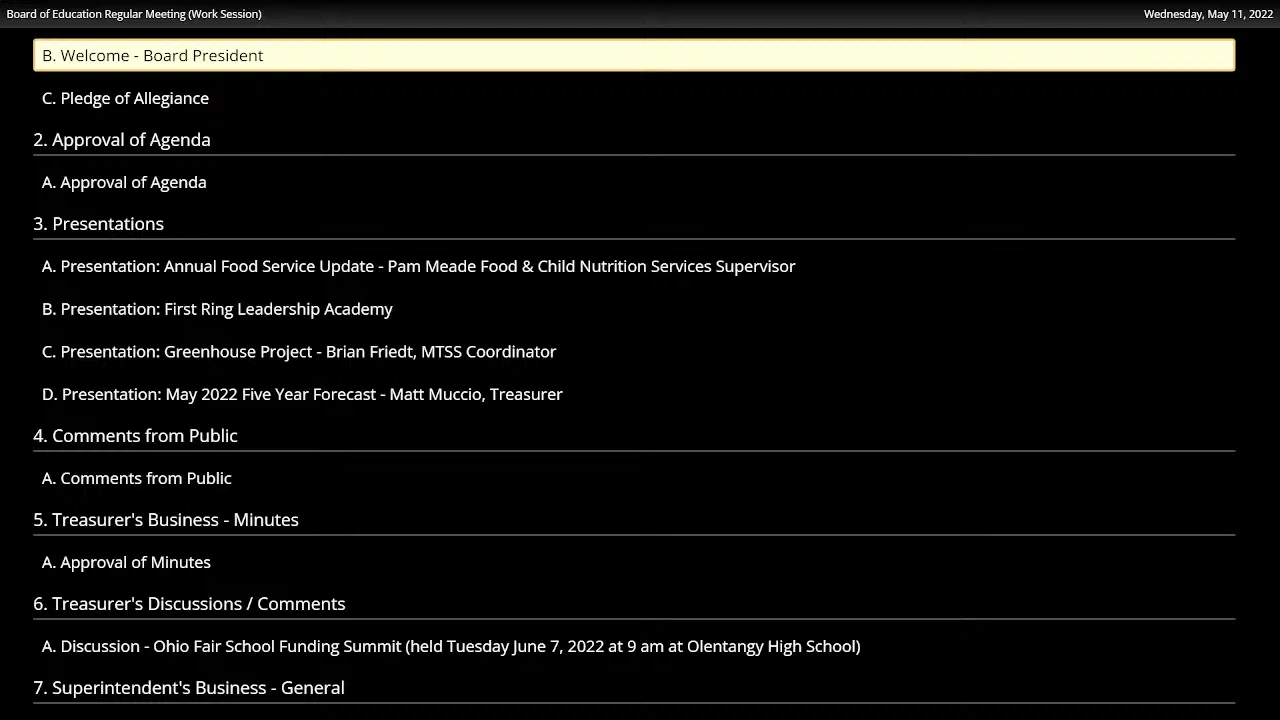 Board of Education Regular Meeting (Work Session)
Wednesday, May 11, 2022
B. Welcome - Board President
C. Pledge of Allegiance
2. Approval of Agenda
A. Approval of Agenda
3. Presentations
A. Presentation: Annual Food Service Update - Pam Meade Food & Child Nutrition Services Supervisor
B. Presentation: First Ring Leadership Academy
C. Presentation: Greenhouse Project - Brian Friedt, MTSS Coordinator
D. Presentation: May 2022 Five Year Forecast - Matt Muccio, Treasurer
4. Comments from Public
A. Comments from Public
5. Treasurer's Business - Minutes
A. Approval of Minutes
6. Treasurer's Discussions / Comments
A. Discussion - Ohio Fair School Funding Summit (held Tuesday June 7, 2022 at 9 am at Olentangy High School)
7. Superintendent's Business - General